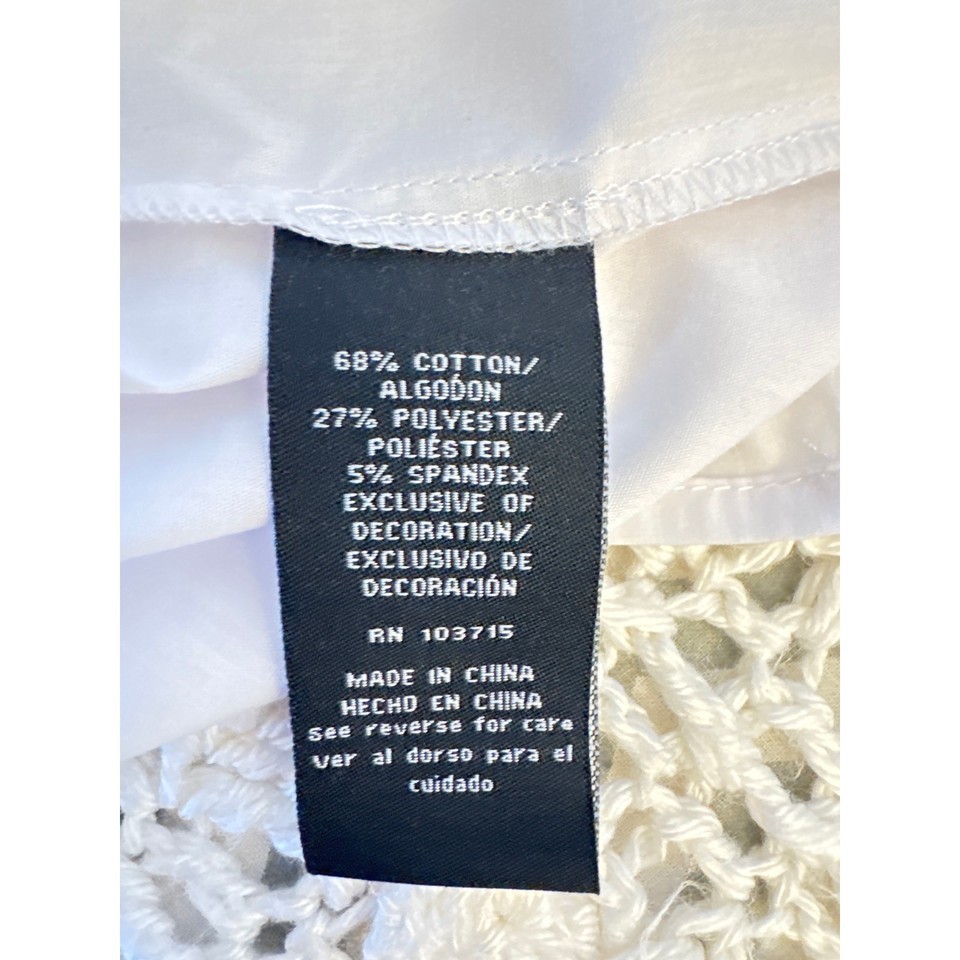 68% COTTON/
ALGODÓN
27% POLYESTER/
POLIÉSTER
5% SPANDEX
EXCLUSIVE OF
DECORATION/
EXCLUSIVO DE
DECORACIÓN
RN 103715
MADE IN CHINA
HECHO EN CHINA
See reverse for care
Ver al dorso para el
cuidado